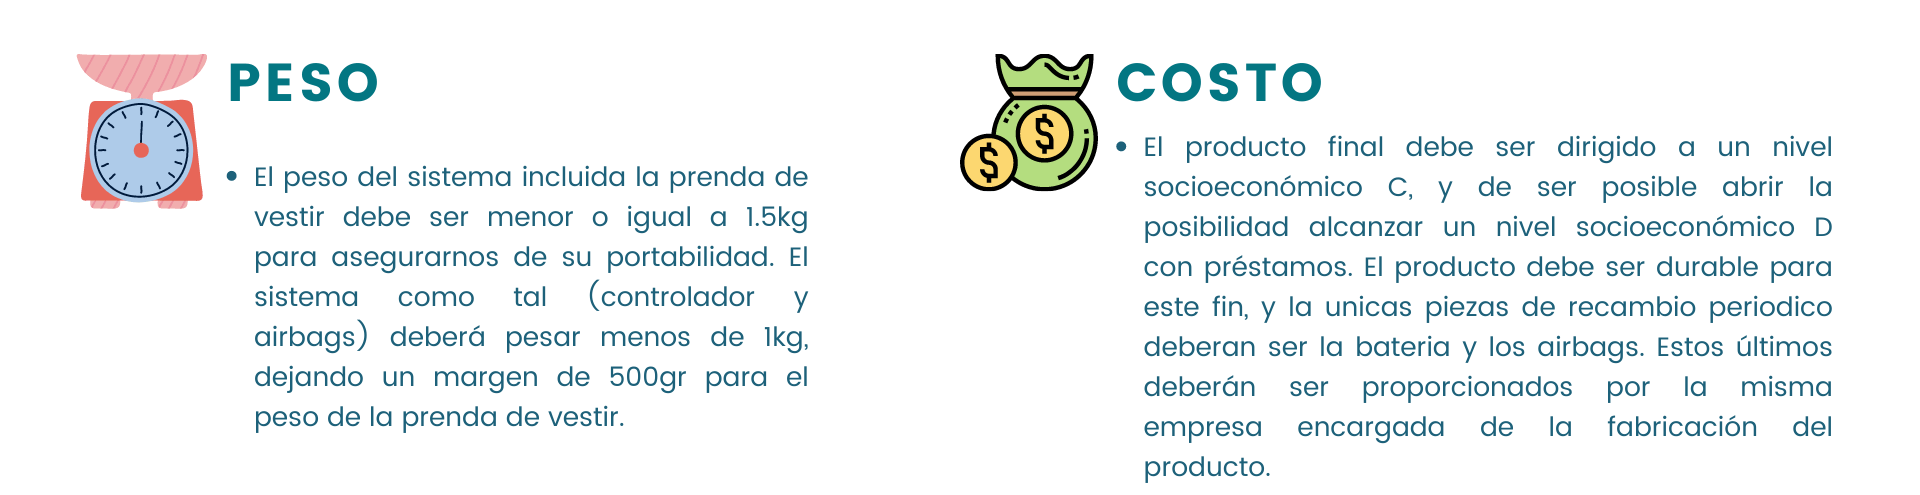 PESO
• El peso del sistema incluida la prenda de
vestir debe ser menor o igual a 1.5kg
para asegurarnos de su portabilidad. El
sistema como tal (controlador y
airbags) deberá pesar menos de 1kg,
dejando un margen de 500gr para el
peso de la prenda de vestir.
$
$
COSTO
• El producto final debe ser dirigido a un nivel
socioeconómico C, y de ser posible abrir la
posibilidad alcanzar un nivel socioeconómico D
con préstamos. El producto debe ser durable para
este fin, y la unicas piezas de recambio periodico
deberan ser la bateria y los airbags. Estos últimos
deberán ser proporcionados por la misma
empresa encargada de la fabricación del
producto.